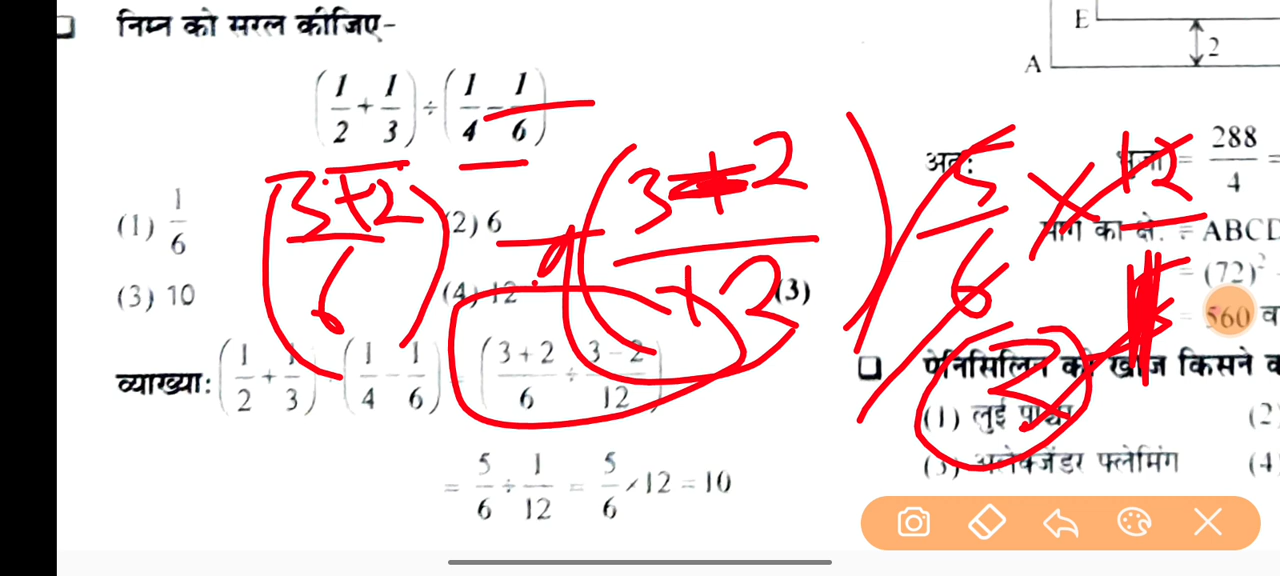 निम्न को सरल कीजिए-
(1/2 + 1/3) ÷ (1/4 - 1/6)
(1) 1/6 (2) 6
(3) 10 (4) 12 (3)
व्याख्या: (1/2 + 1/3) ÷ (1/4 - 1/6) = (3+2/6 ÷ 3-2/12)
= 5/6 ÷ 1/12 = 5/6 × 12 = 10
3+2
6
3 2
12
5 × 12
6
2
E
2
A
अतः भुजा = 288/4 =
भाग का क्षे. = ABCD
= (72)²
= 560 व
पेनिसिलिन की खोज किसने
(1) लुई पाश्चर (2)
(3) अलेक्जेंडर फ्लेमिंग (4